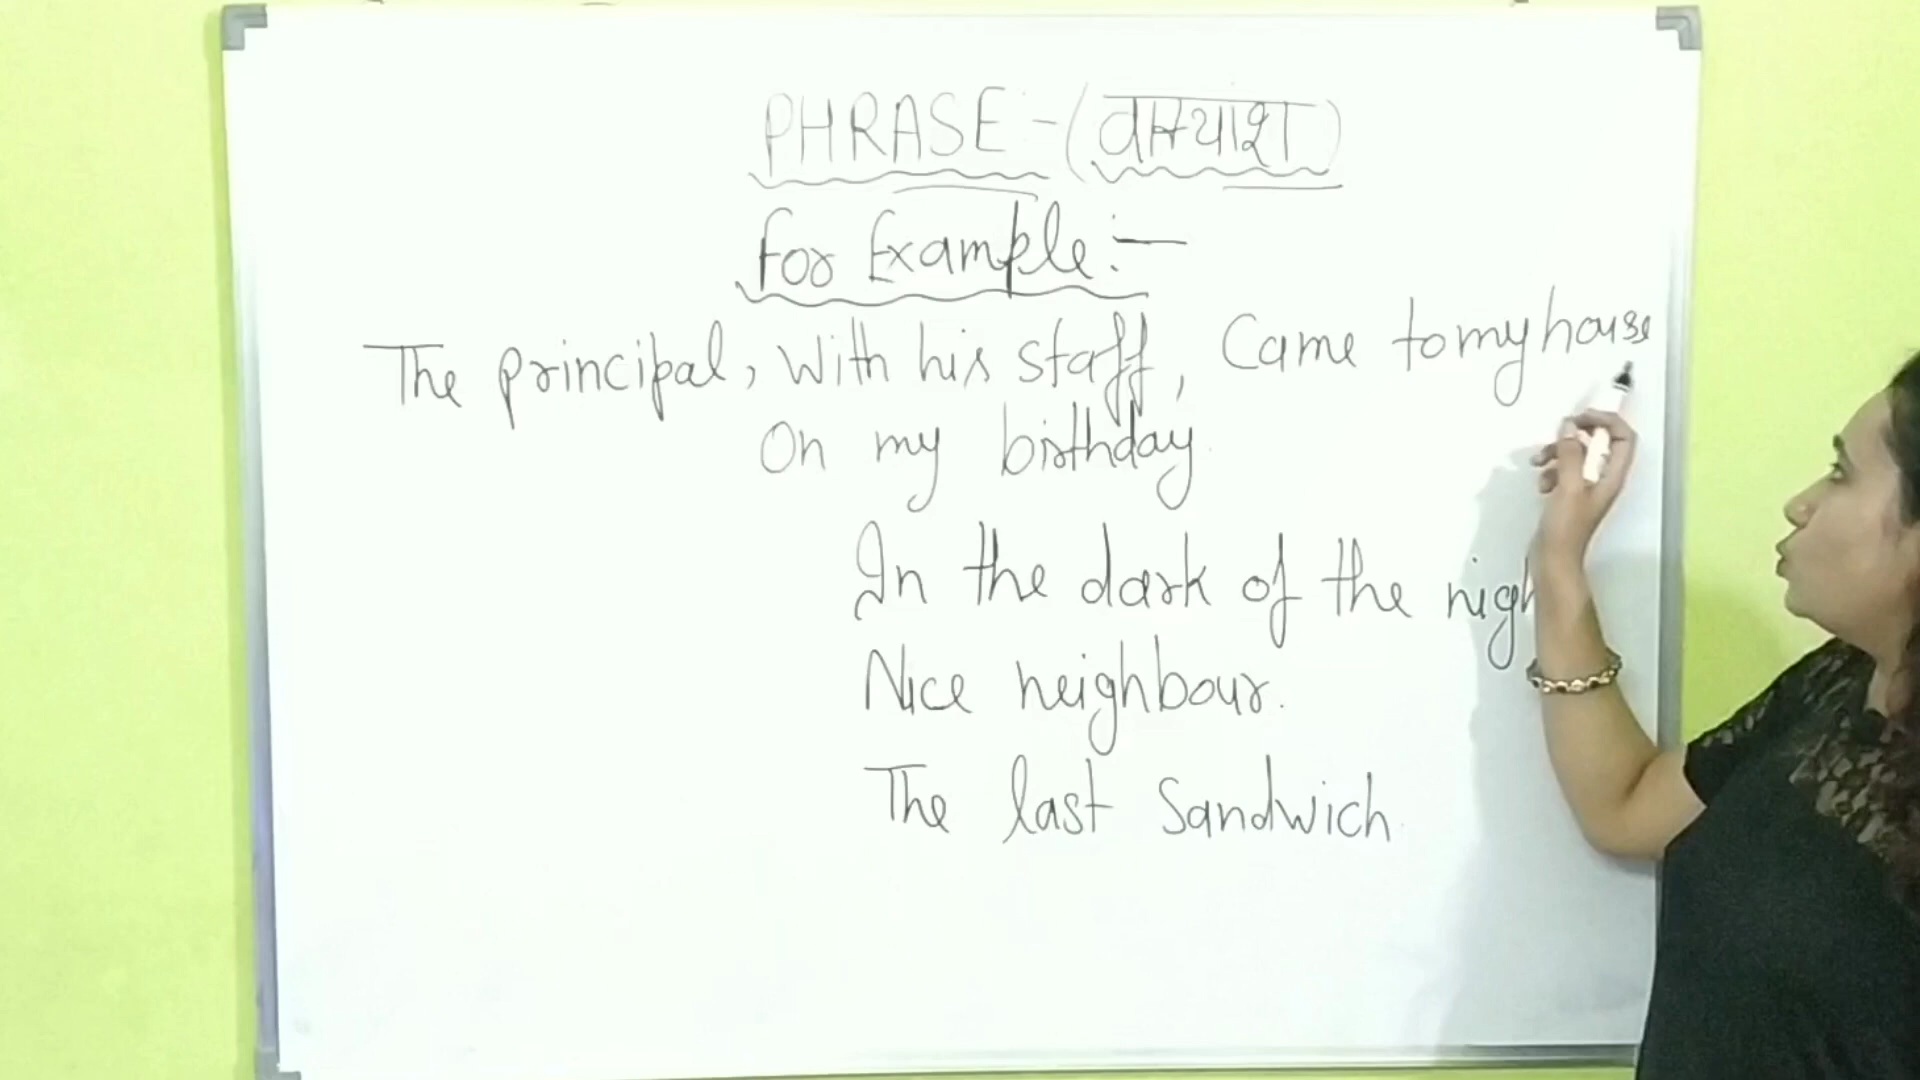 PHRASE :- (वाक्यांश)
For Example :-
The principal, With his staff, Came to my house
On my birthday.
In the dark of the
Nice neighbour.
The last Sandwich